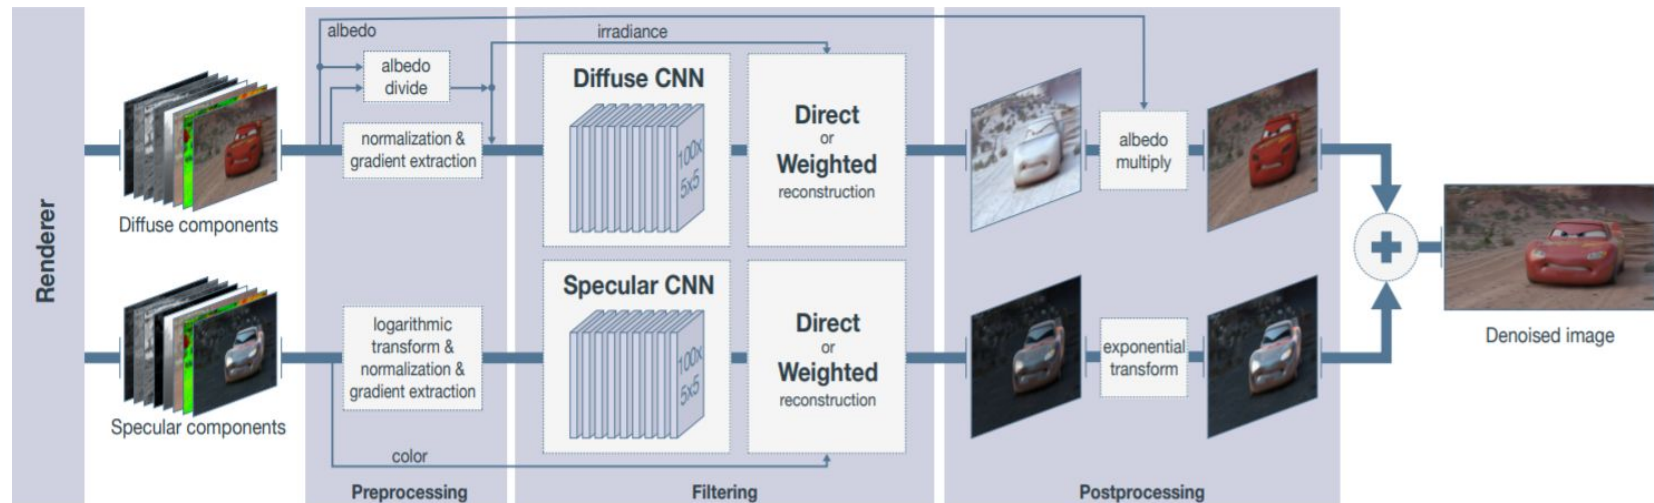 Renderer
Diffuse components
Specular components
albedo
albedo
divide
normalization &
gradient extraction
logarithmic
transform &
normalization &
gradient extraction
color
Preprocessing
irradiance
Diffuse CNN
100x
5x5
Direct
or
Weighted
reconstruction
Specular CNN
100x
5x5
Direct
or
Weighted
reconstruction
Filtering
albedo
multiply
exponential
transform
Postprocessing
Denoised image